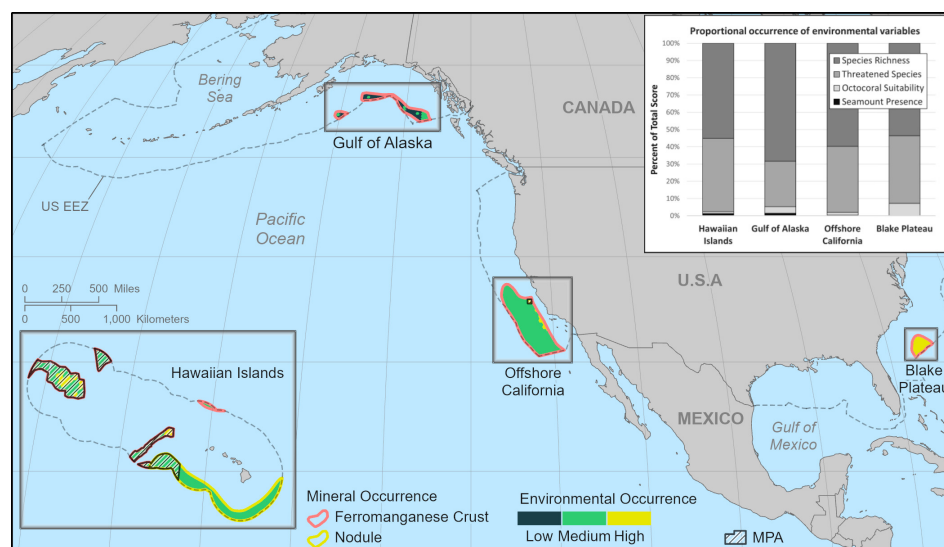 Proportional occurrence of environmental variables
100%
90%
80%
70%
60%
50%
40%
30%
20%
10%
0%
Percent of Total Score
Species Richness
Threatened Species
Octocoral Suitability
Seamount Presence
Hawaiian
Islands
Gulf of Alaska
Offshore
California
Blake Plateau
Bering
Sea
CANADA
Gulf of Alaska
US EEZ
Pacific
Ocean
U.S.A
0 250 500 Miles
0 500 1,000 Kilometers
Hawaiian Islands
Offshore
California
Blake
Plateau
MEXICO
Gulf of
Mexico
Mineral Occurrence
Ferromanganese Crust
Nodule
Environmental Occurrence
Low Medium High
MPA